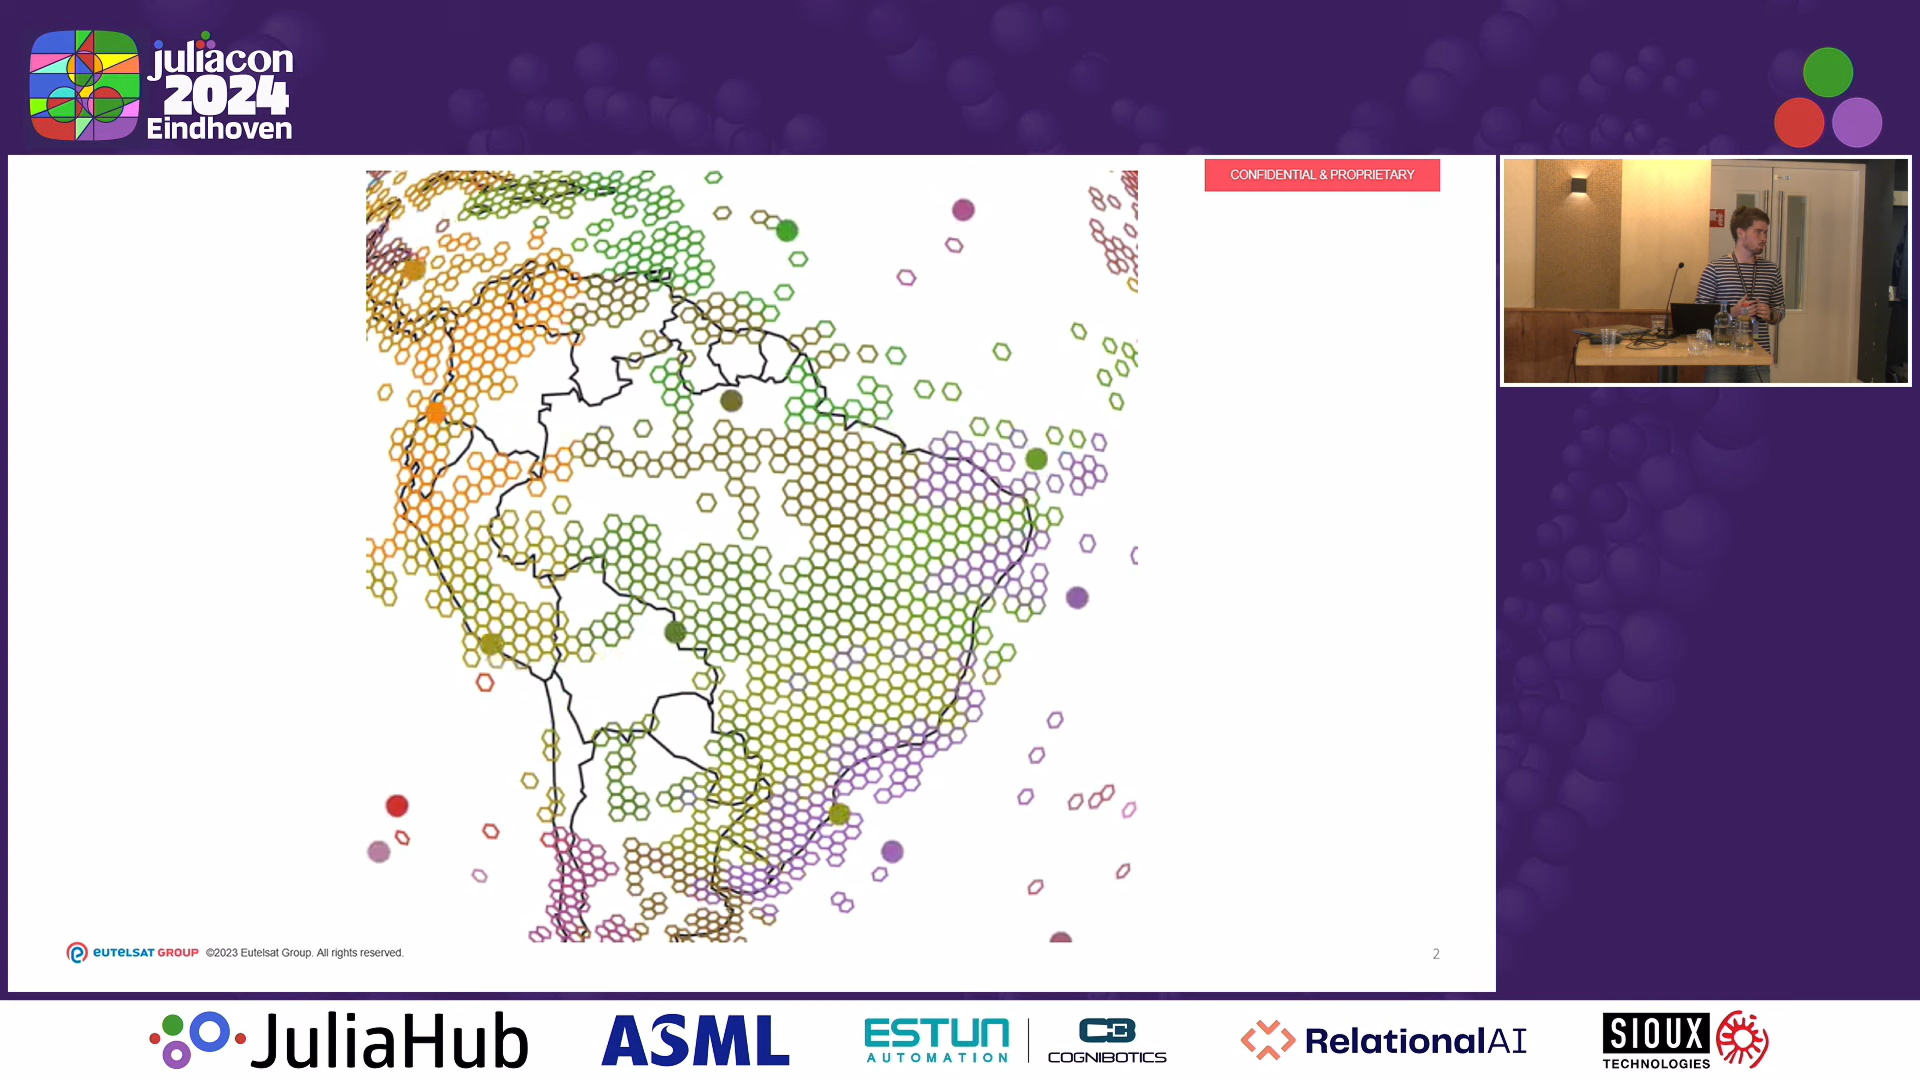 juliacon
2024
Eindhoven
CONFIDENTIAL & PROPRIETARY
EUTELSAT GROUP ©2023 Eutelsat Group. All rights reserved.
2
JuliaHub
ASML
ESTUN
AUTOMATION
COGNIBOTICS
RelationalAI
SIOUX
TECHNOLOGIES